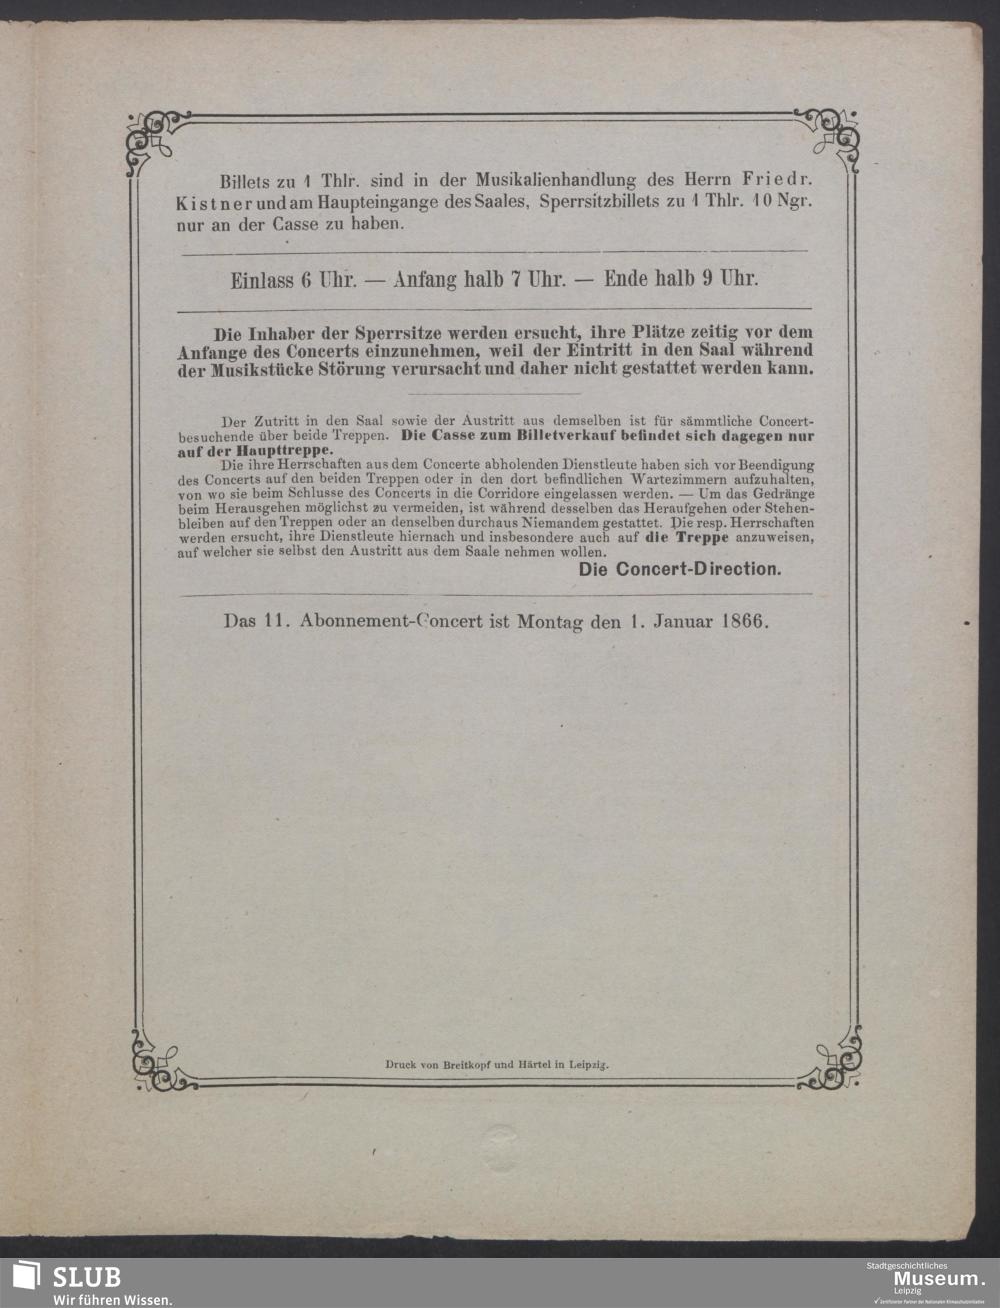 Billets zu 1 Thlr. sind in der Musikalienhandlung des Herrn Friedr.
Kistner und am Haupteingange des Saales, Sperrsitzbillets zu 1 Thlr. 10 Ngr.
nur an der Casse zu haben.
Einlass 6 Uhr. — Anfang halb 7 Uhr. — Ende halb 9 Uhr.
Die Inhaber der Sperrsitze werden ersucht, ihre Plätze zeitig vor dem
Anfange des Concerts einzunehmen, weil der Eintritt in den Saal während
der Musikstücke Störung verursacht und daher nicht gestattet werden kann.
Der Zutritt in den Saal sowie der Austritt aus demselben ist für sämmtliche Concert-
besuchende über beide Treppen. Die Casse zum Billetverkauf befindet sich dagegen nur
auf der Haupttreppe.
Die ihre Herrschaften aus dem Concerte abholenden Dienstleute haben sich vor Beendigung
des Concerts auf den beiden Treppen oder in den dort befindlichen Wartezimmern aufzuhalten,
von wo sie beim Schlusse des Concerts in die Corridore eingelassen werden. — Um das Gedränge
beim Herausgehen möglichst zu vermeiden, ist während desselben das Heraufgehen oder Stehen-
bleiben auf den Treppen oder an denselben durchaus Niemandem gestattet. Die resp. Herrschaften
werden ersucht, ihre Dienstleute hiernach und insbesondere auch auf die Treppe anzuweisen,
auf welcher sie selbst den Austritt aus dem Saale nehmen wollen.
Die Concert-Direction.
Das 11. Abonnement-Concert ist Montag den 1. Januar 1866.
Druck von Breitkopf und Härtel in Leipzig.
SLUB
Wir führen Wissen.
Stadtgeschichtliches
Museum.
Leipzig
Zertifizierter Partner der Nationalen Klimaschutzinitiative